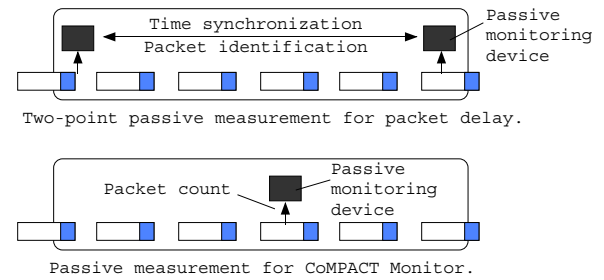 Time synchronization
Packet identification
Passive
monitoring
device
Two-point passive measurement for packet delay.
Packet count
Passive
monitoring
device
Passive measurement for CoMPACT Monitor.